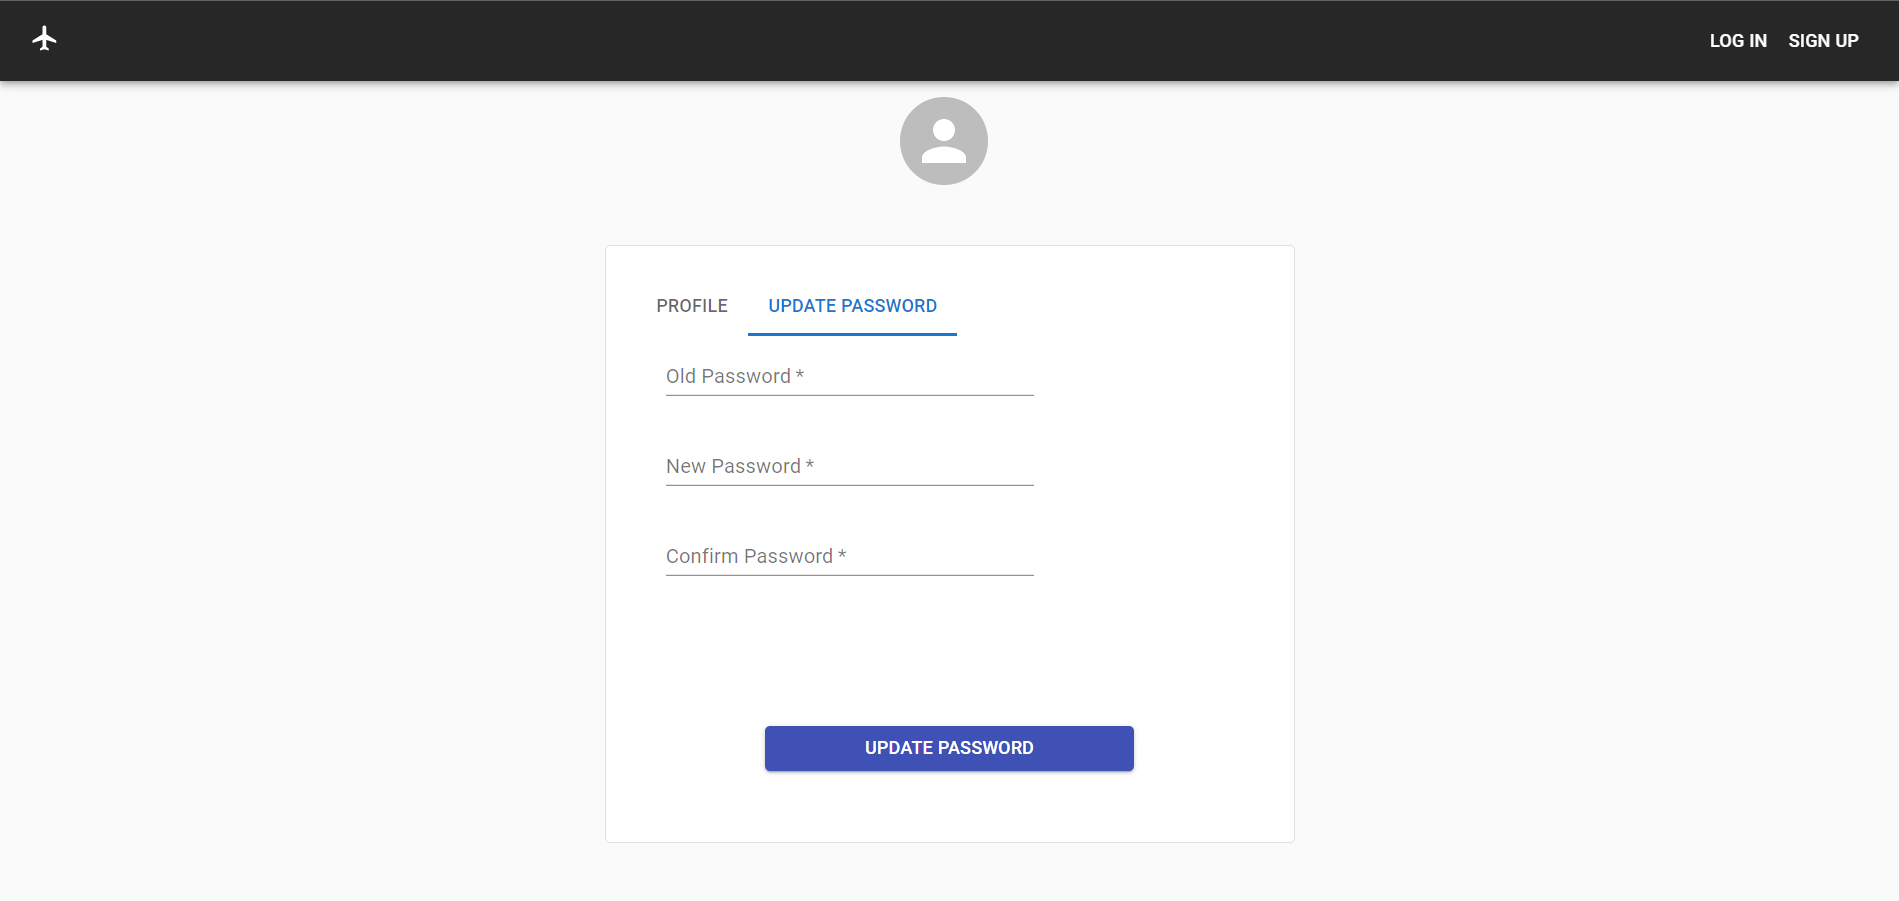 LOG IN SIGN UP
PROFILE UPDATE PASSWORD
Old Password *
New Password *
Confirm Password *
UPDATE PASSWORD